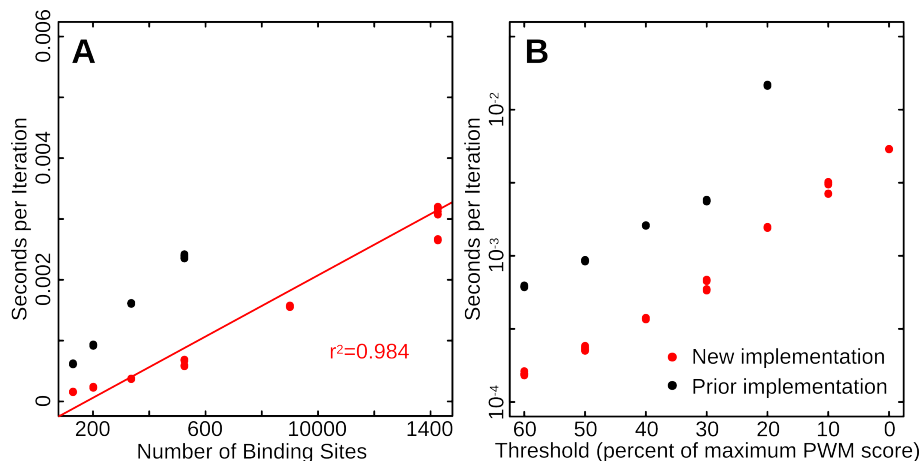 A
0.006
0.004
0.002
0
Seconds per Iteration
r²=0.984
200 600 10000 1400
Number of Binding Sites
B
10⁻²
10⁻³
10⁻⁴
Seconds per Iteration
New implementation
Prior implementation
60 50 40 30 20 10 0
Threshold (percent of maximum PWM score)